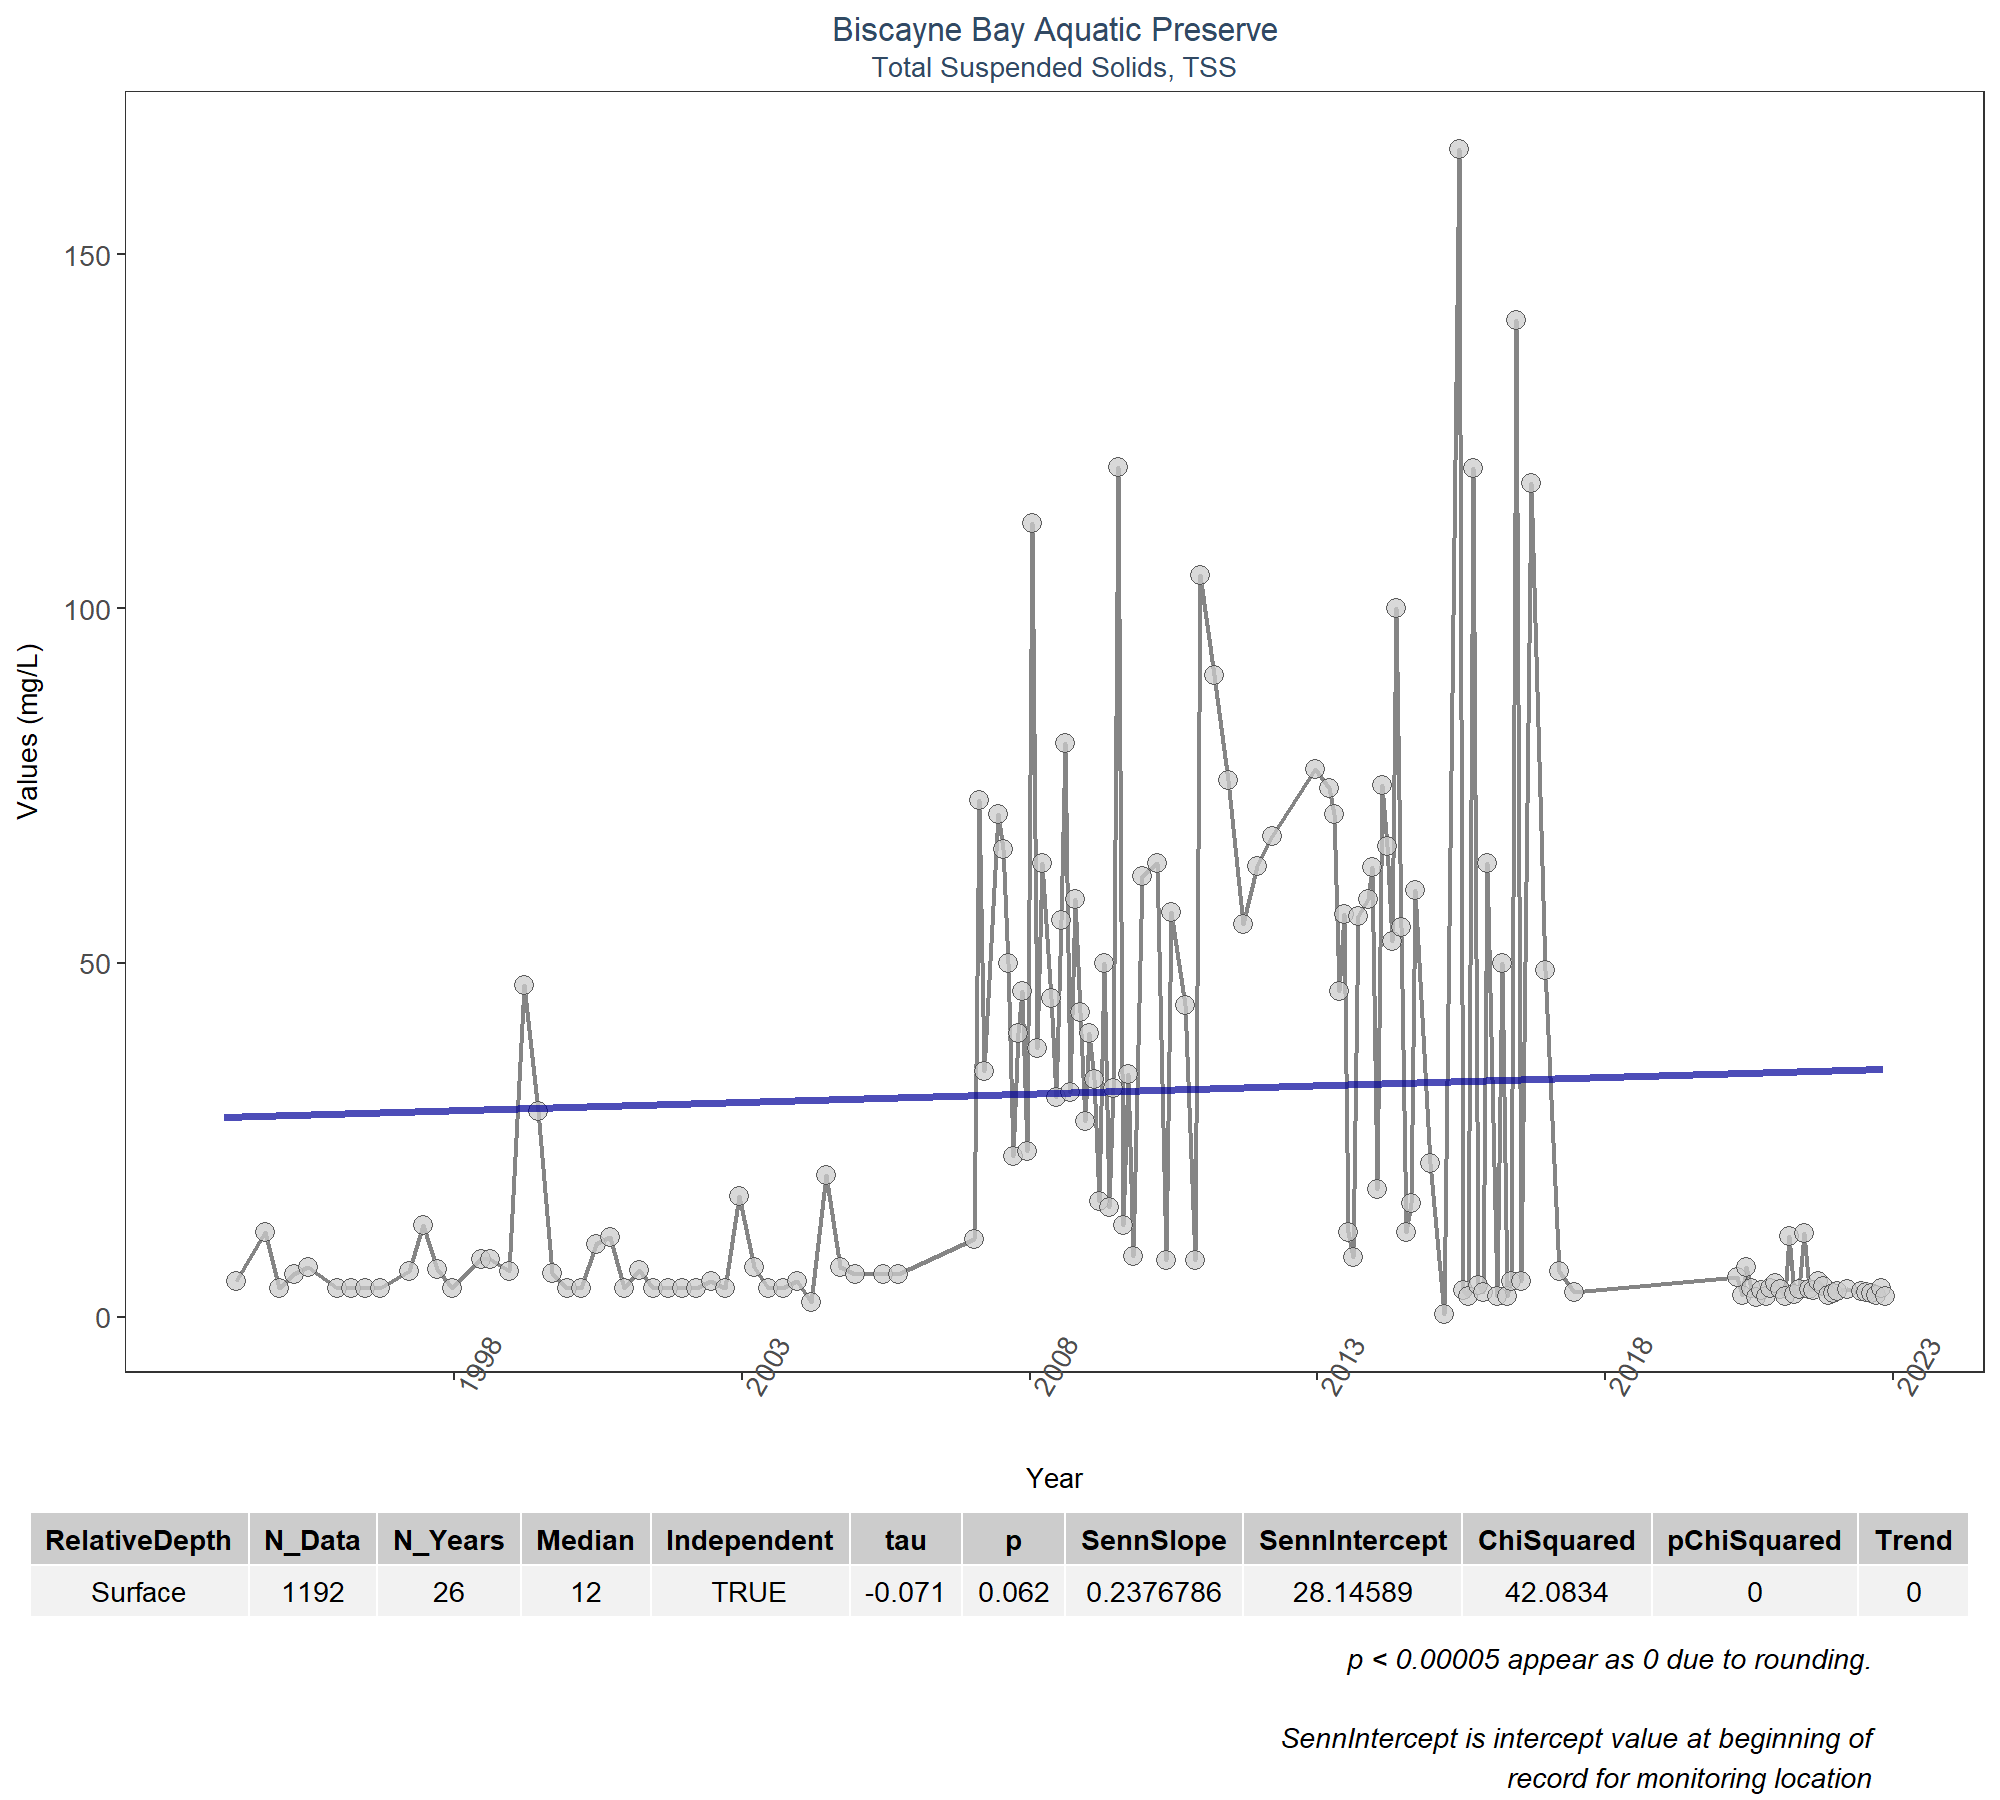 Biscayne Bay Aquatic Preserve
Total Suspended Solids, TSS
Values (mg/L)
150
100
50
0
1998 2003 2008 2013 2018 2023
Year
RelativeDepth N_Data N_Years Median Independent tau p SennSlope SennIntercept ChiSquared pChiSquared Trend
Surface 1192 26 12 TRUE -0.071 0.062 0.2376786 28.14589 42.0834 0 0
p < 0.00005 appear as 0 due to rounding.
SennIntercept is intercept value at beginning of
record for monitoring location